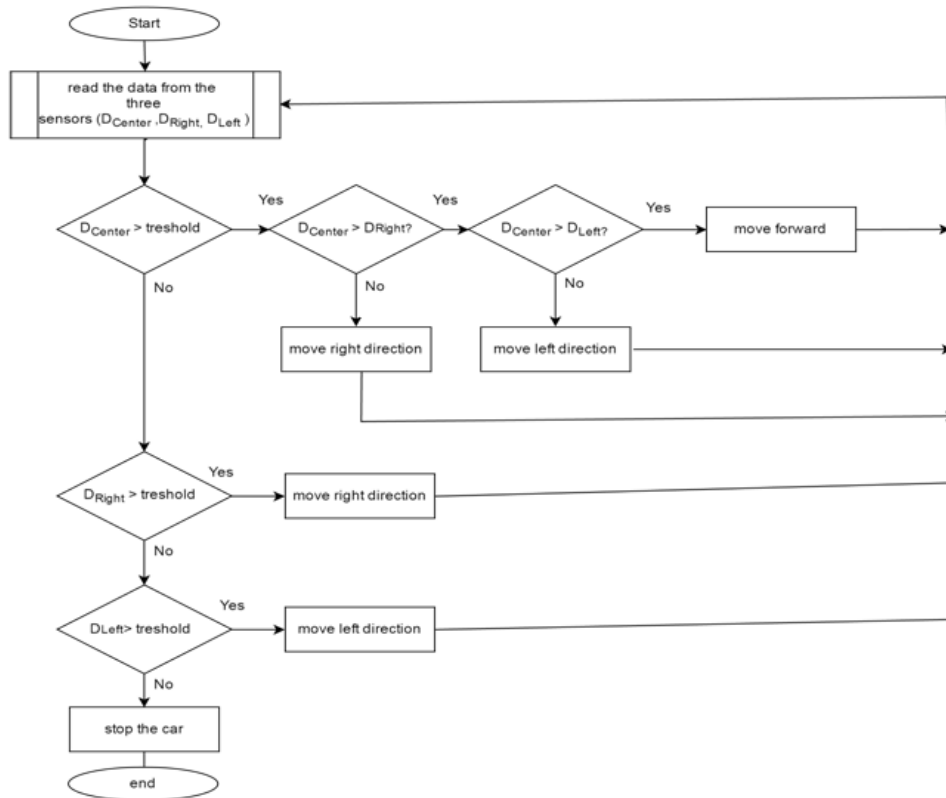 Start
read the data from the
three
sensors (DCenter ,DRight, DLeft )
DCenter > treshold
Yes
DCenter > DRight?
Yes
DCenter > DLeft?
Yes
move forward
No
No
No
move right direction
move left direction
DRight > treshold
Yes
move right direction
No
DLeft> treshold
Yes
move left direction
No
stop the car
end